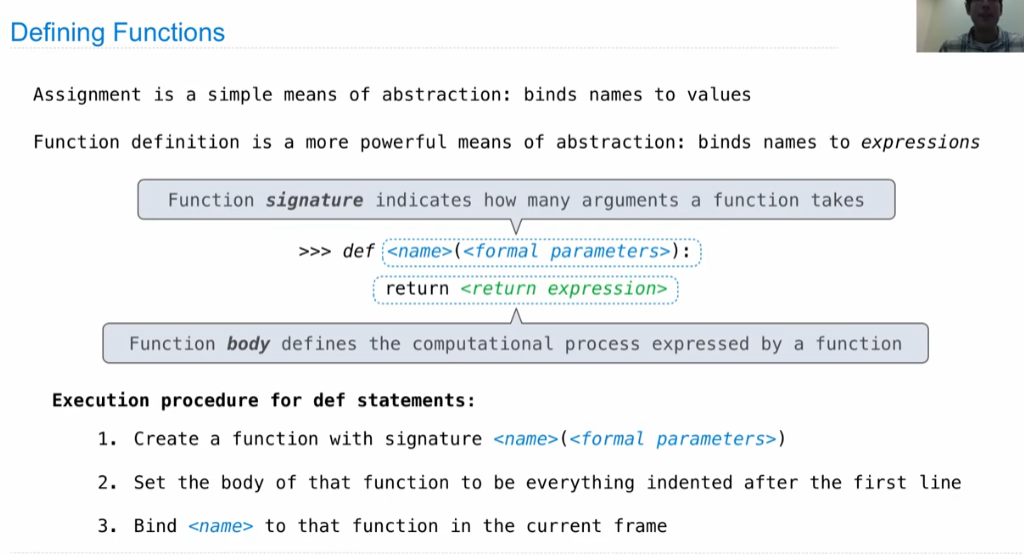 Defining Functions
Assignment is a simple means of abstraction: binds names to values
Function definition is a more powerful means of abstraction: binds names to expressions
Function signature indicates how many arguments a function takes
>>> def <name>(<formal parameters>):
return <return expression>
Function body defines the computational process expressed by a function
Execution procedure for def statements:
1. Create a function with signature <name>(<formal parameters>)
2. Set the body of that function to be everything indented after the first line
3. Bind <name> to that function in the current frame